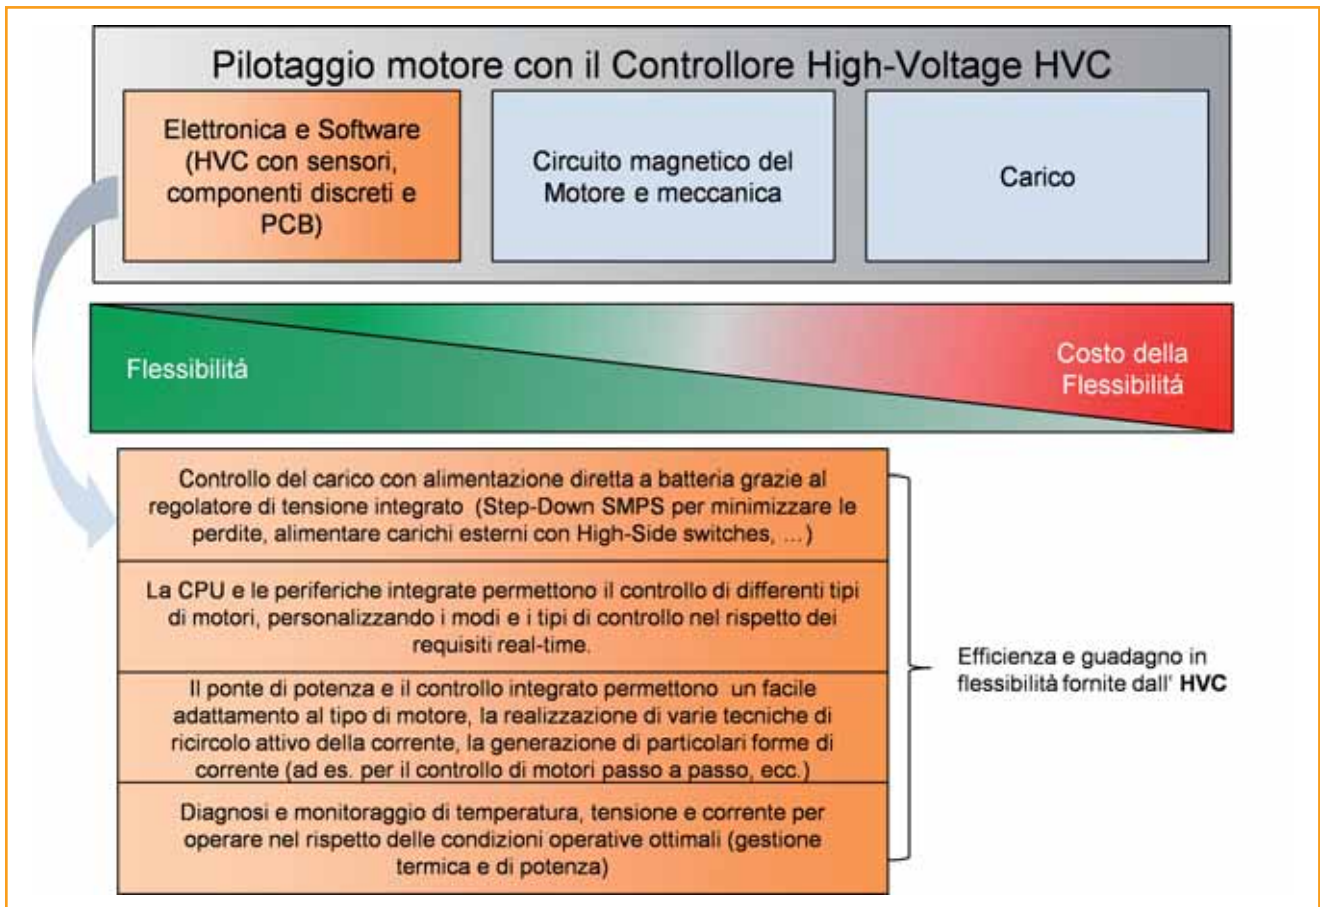 Pilotaggio motore con il Controllore High-Voltage HVC
Elettronica e Software
(HVC con sensori,
componenti discreti e
PCB)
Circuito magnetico del
Motore e meccanica
Carico
Flessibilitá
Costo della
Flessibilitá
Controllo del carico con alimentazione diretta a batteria grazie al
regolatore di tensione integrato (Step-Down SMPS per minimizzare le
perdite, alimentare carichi esterni con High-Side switches, …)
La CPU e le periferiche integrate permettono il controllo di differenti tipi
di motori, personalizzando i modi e i tipi di controllo nel rispetto dei
requisiti real-time.
Il ponte di potenza e il controllo integrato permettono un facile
adattamento al tipo di motore, la realizzazione di varie tecniche di
ricircolo attivo della corrente, la generazione di particolari forme di
corrente (ad es. per il controllo di motori passo a passo, ecc.)
Diagnosi e monitoraggio di temperatura, tensione e corrente per
operare nel rispetto delle condizioni operative ottimali (gestione
termica e di potenza)
Efficienza e guadagno in
flessibilità fornite dall' HVC